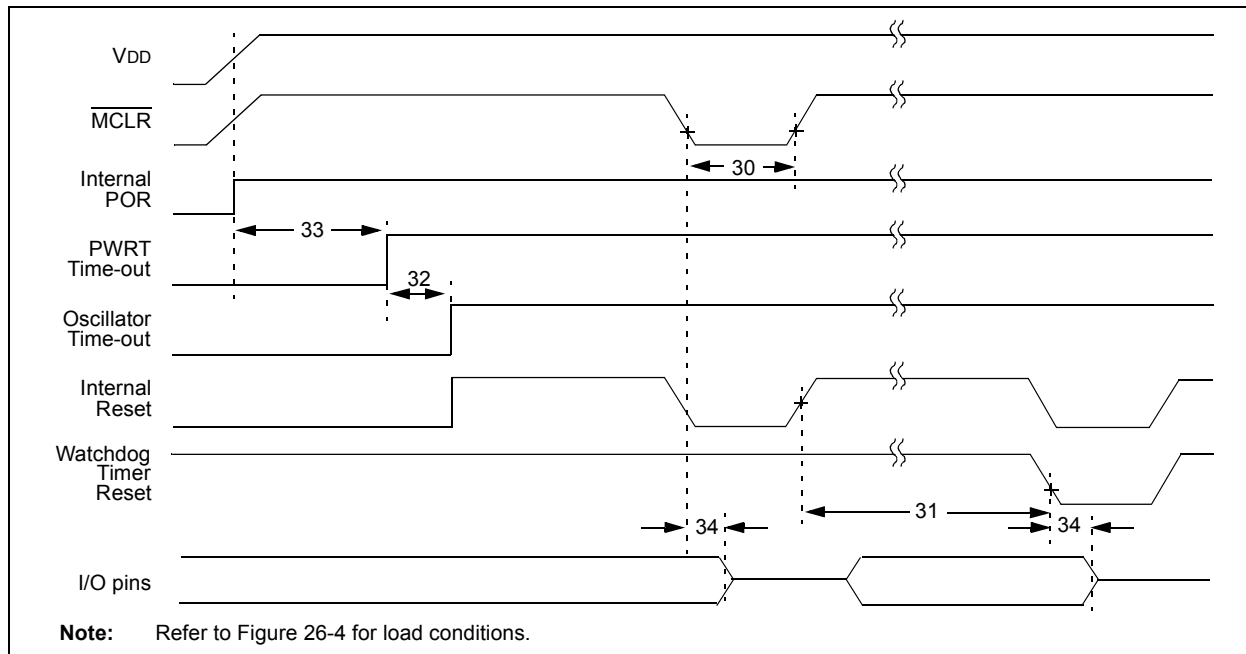 VDD
MCLR
30
Internal
POR
33
PWRT
Time-out
32
Oscillator
Time-out
Internal
Reset
Watchdog
Timer
Reset
31
34
34
I/O pins
Note: Refer to Figure 26-4 for load conditions.